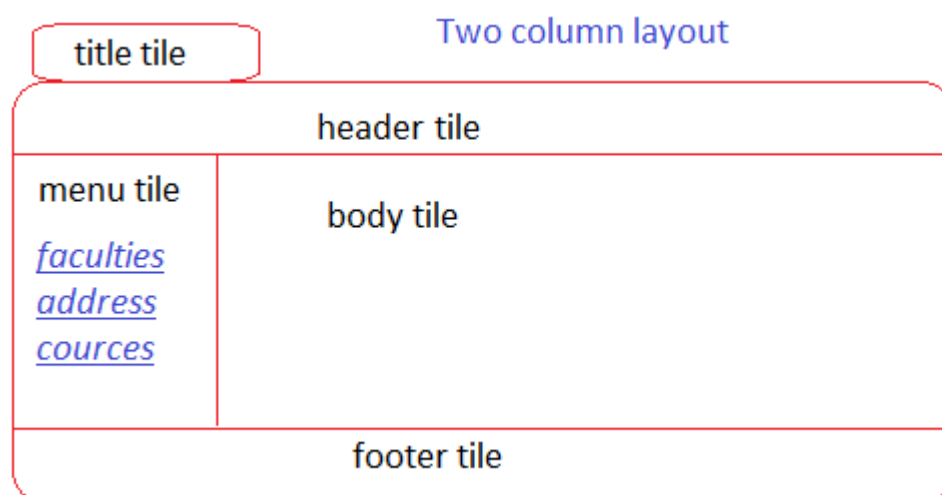 Two column layout
title tile
header tile
menu tile
body tile
faculties
address
cources
footer tile